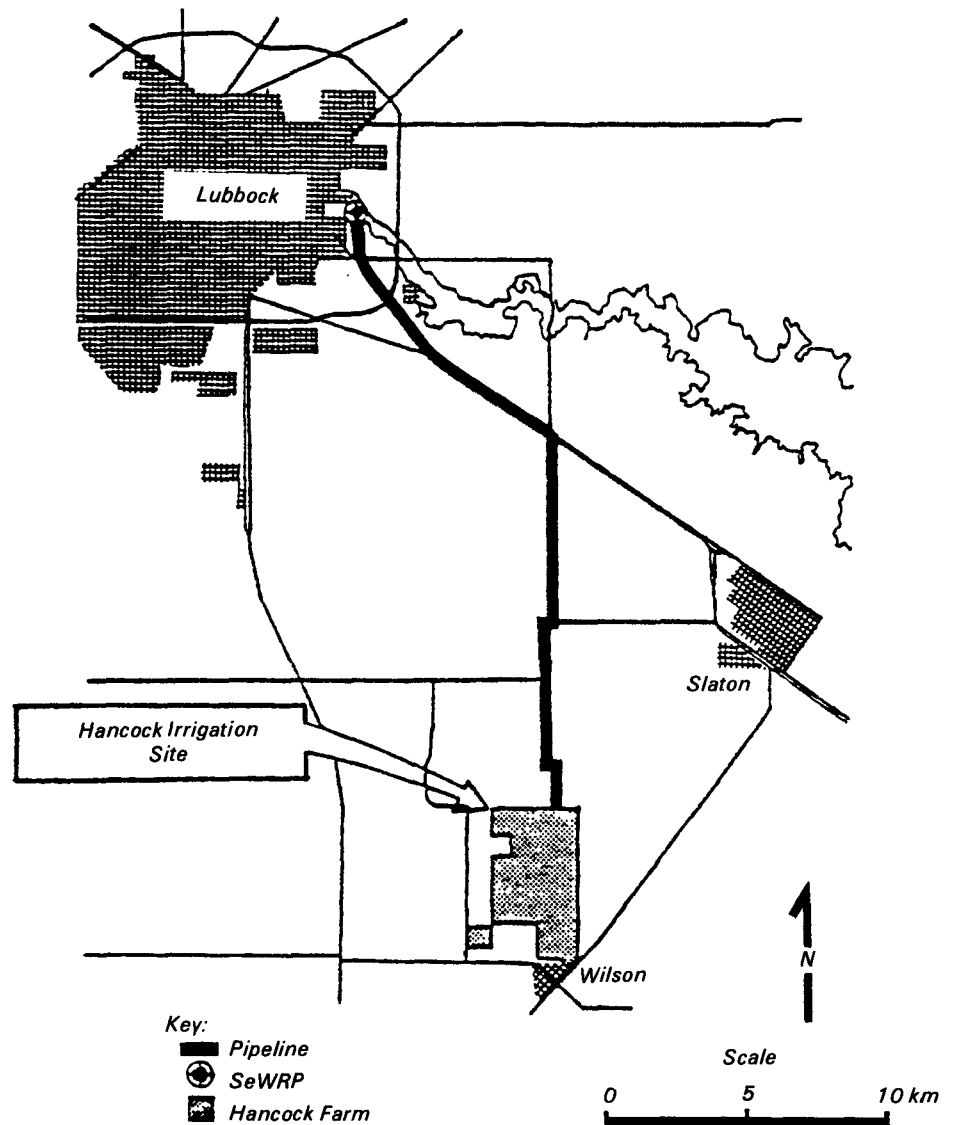 Lubbock
Slaton
Hancock Irrigation
Site
Wilson
N
Key:
Pipeline
SeWRP
Hancock Farm
Scale
0 5 10 km